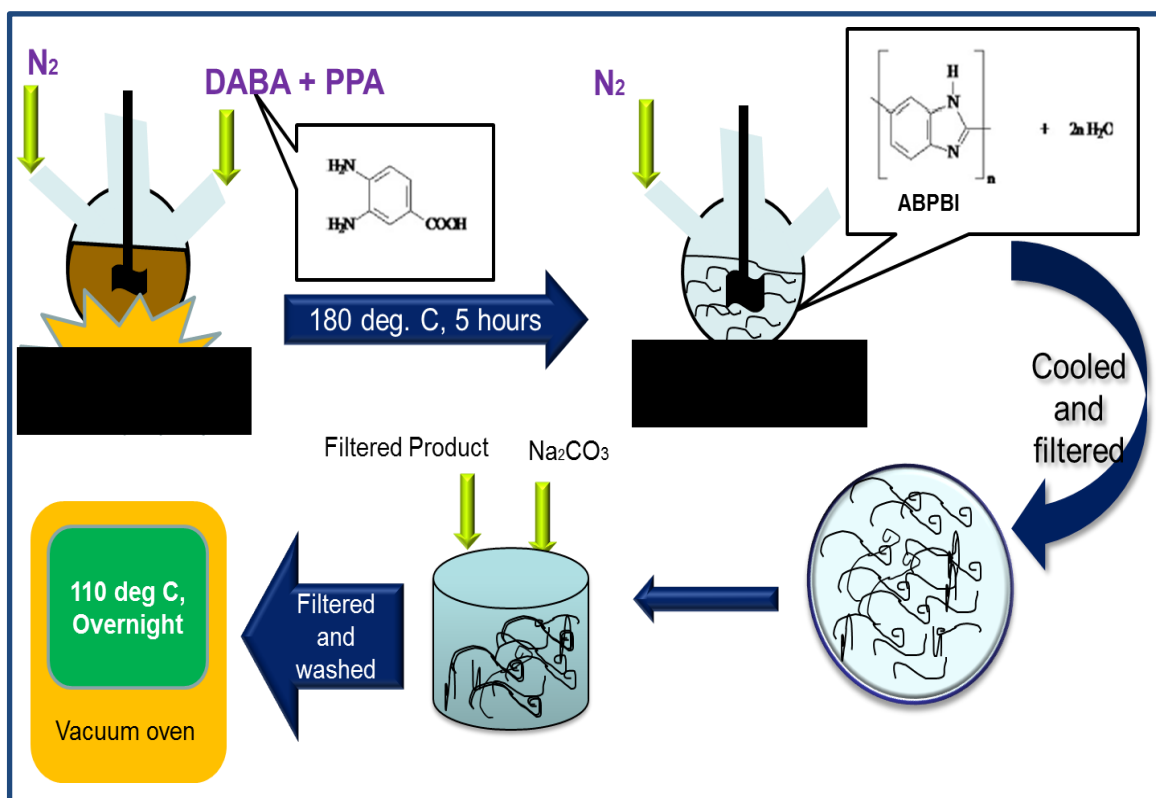 N₂
DABA + PPA
H₂N
H₂N
COOH
180 deg. C, 5 hours
N₂
H
N
N
n
+ 2n H₂C
ABPBI
Cooled
and
filtered
Filtered Product
Na₂CO₃
Filtered
and
washed
110 deg C,
Overnight
Vacuum oven